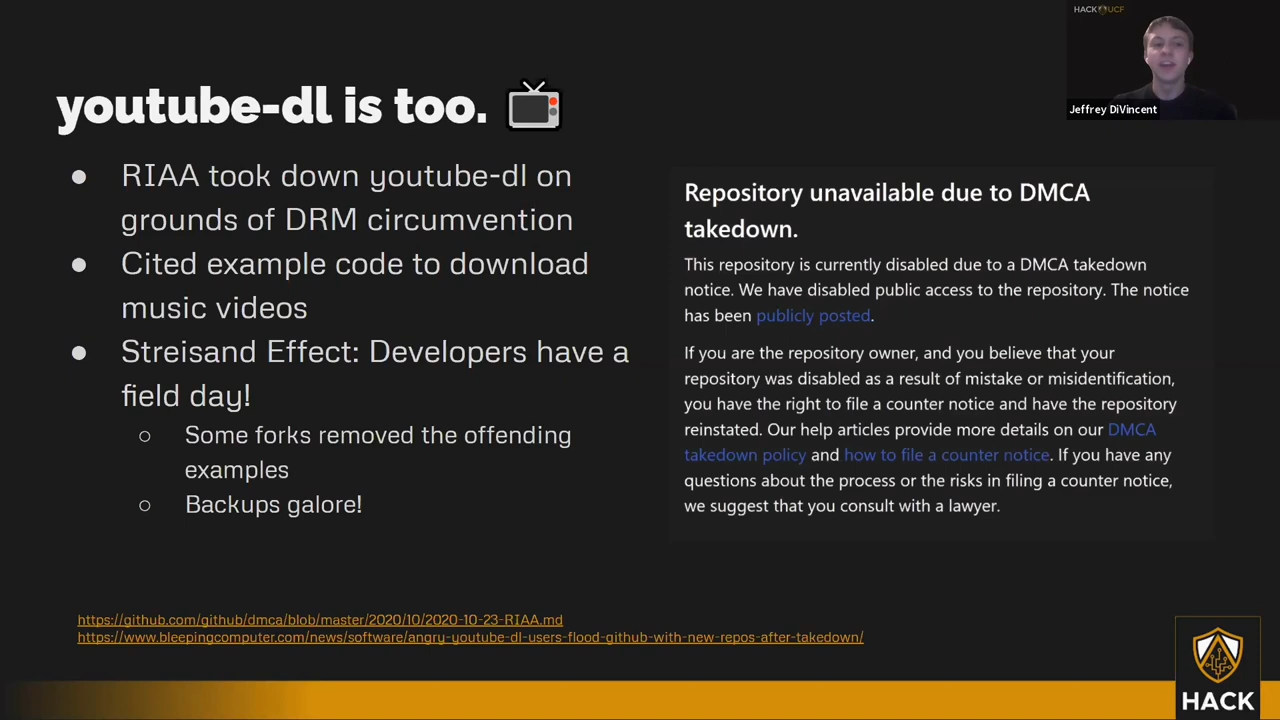 HACK UCF
Jeffrey DiVincent
youtube-dl is too.
● RIAA took down youtube-dl on
grounds of DRM circumvention
● Cited example code to download
music videos
● Streisand Effect: Developers have a
field day!
○ Some forks removed the offending
examples
○ Backups galore!
Repository unavailable due to DMCA
takedown.
This repository is currently disabled due to a DMCA takedown
notice. We have disabled public access to the repository. The notice
has been publicly posted.
If you are the repository owner, and you believe that your
repository was disabled as a result of mistake or misidentification,
you have the right to file a counter notice and have the repository
reinstated. Our help articles provide more details on our DMCA
takedown policy and how to file a counter notice. If you have any
questions about the process or the risks in filing a counter notice,
we suggest that you consult with a lawyer.
https://github.com/github/dmca/blob/master/2020/10/2020-10-23-RIAA.md
https://www.bleepingcomputer.com/news/software/angry-youtube-dl-users-flood-github-with-new-repos-after-takedown/
HACK